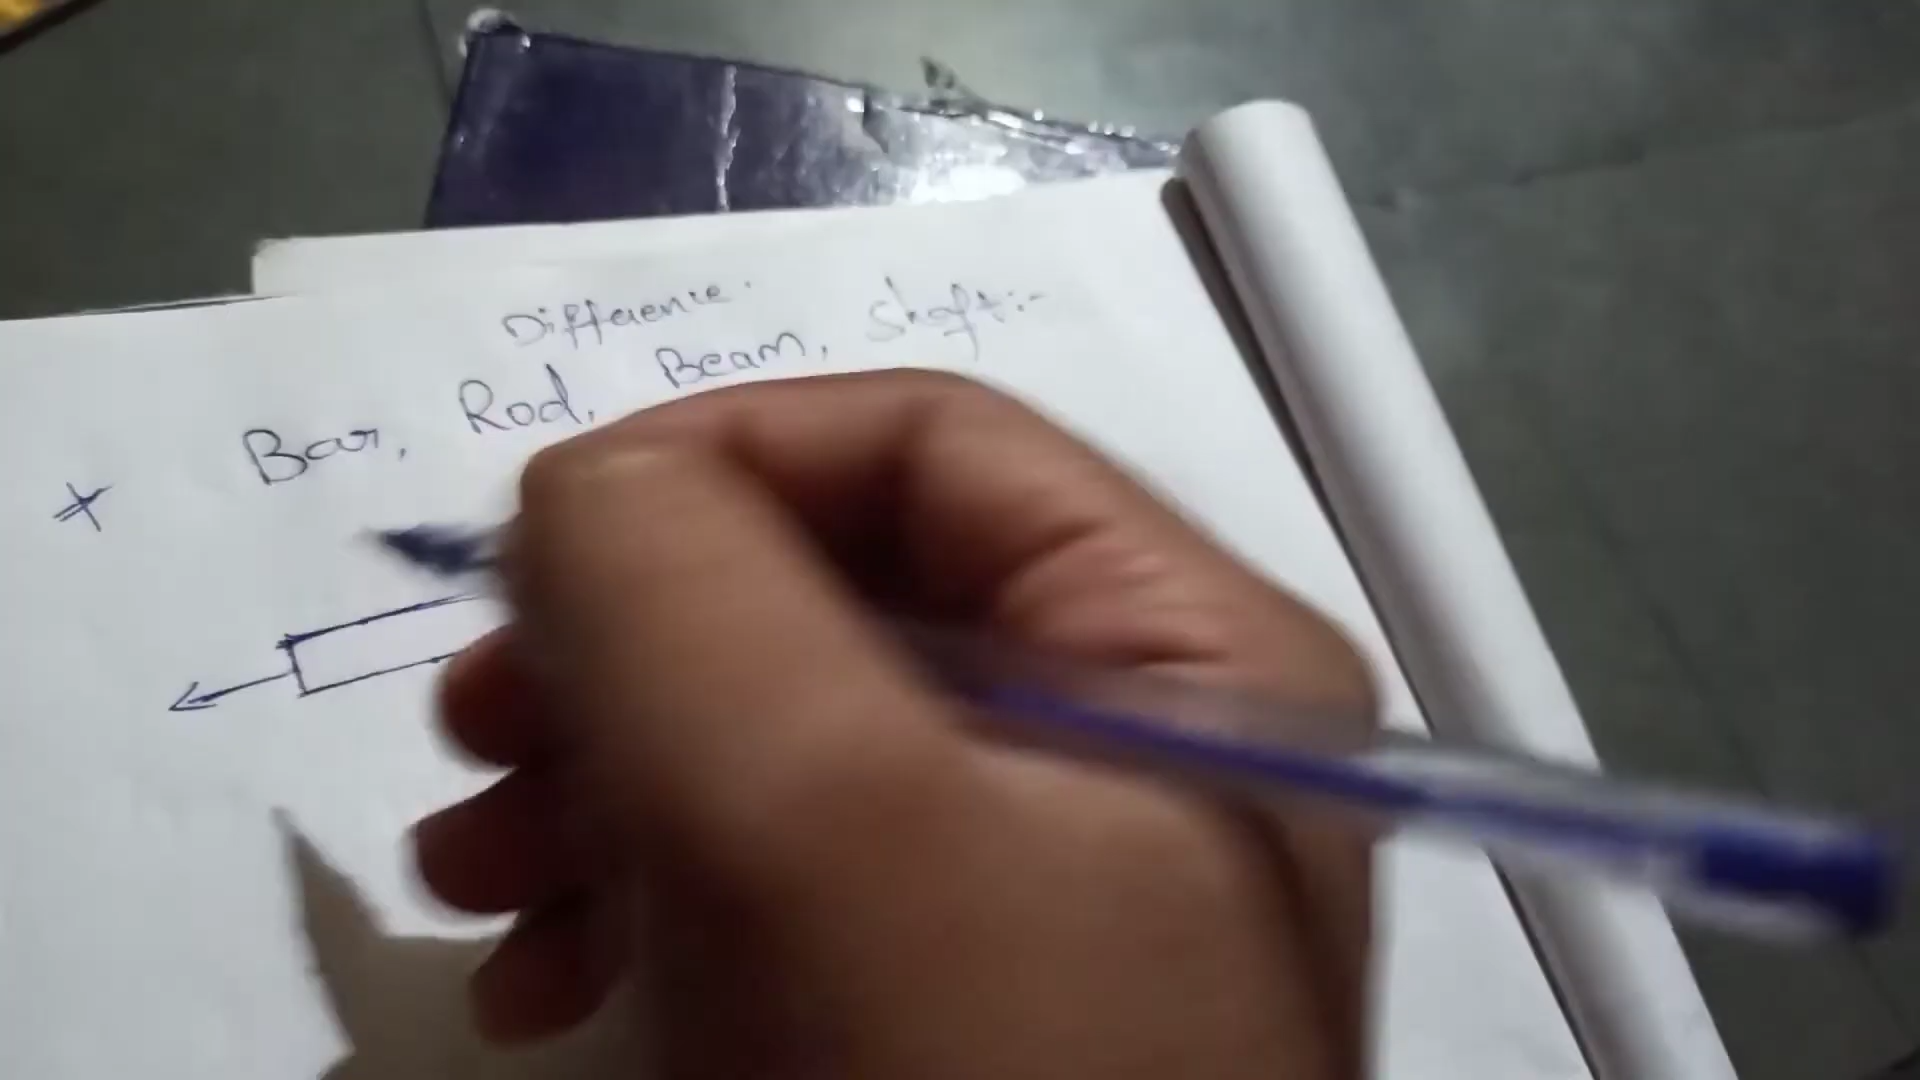 Difference.
Bar, Rod, Beam, Shaft:-